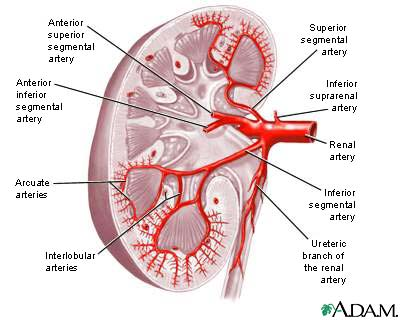 Anterior
superior
segmental
artery
Anterior
inferior
segmental
artery
Arcuate
arteries
Interlobular
arteries
Superior
segmental
artery
Inferior
suprarenal
artery
Renal
artery
Inferior
segmental
artery
Ureteric
branch of
the renal
artery
ADAM.